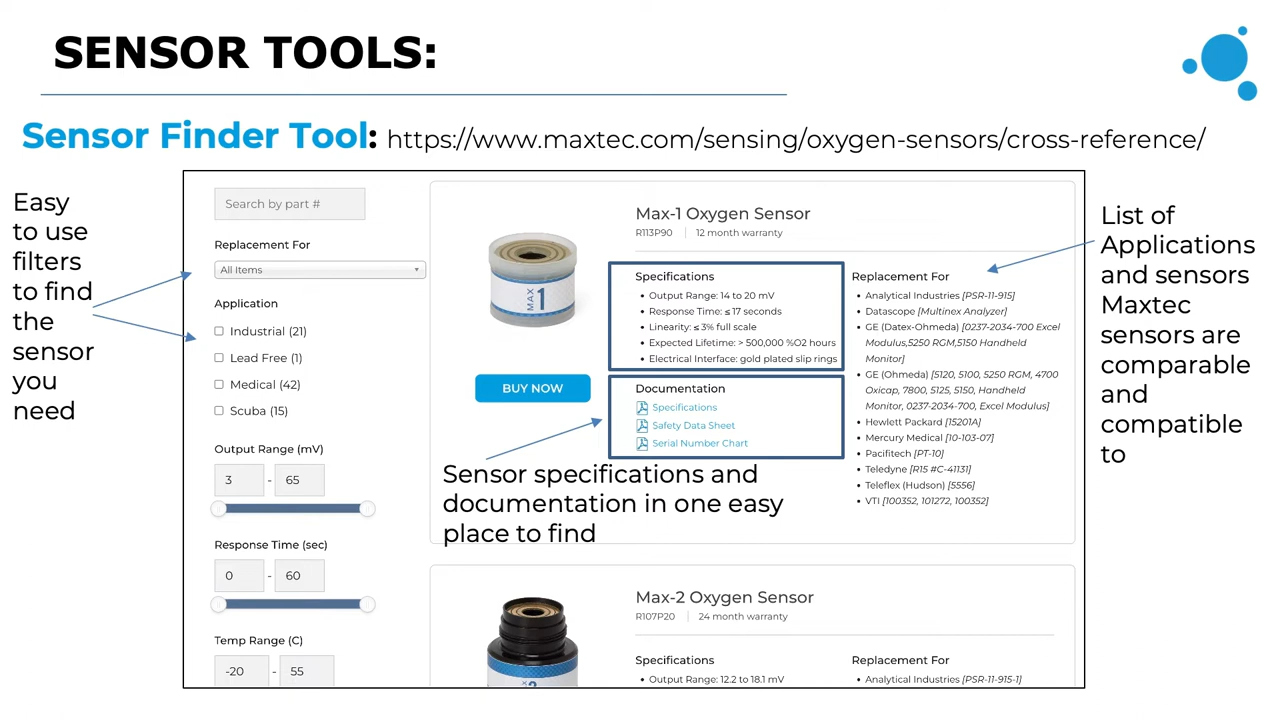 SENSOR TOOLS:
Sensor Finder Tool: https://www.maxtec.com/sensing/oxygen-sensors/cross-reference/
Easy
to use
filters
to find
the
sensor
you
need
Search by part #
Replacement For
All Items
Application
Industrial (21)
Lead Free (1)
Medical (42)
Scuba (15)
Output Range (mV)
3 - 65
Response Time (sec)
0 - 60
Temp Range (C)
-20 - 55
MAX 1
BUY NOW
Max-1 Oxygen Sensor
R113P90 | 12 month warranty
Specifications
• Output Range: 14 to 20 mV
• Response Time: ≤ 17 seconds
• Linearity: ≤ 3% full scale
• Expected Lifetime: > 500,000 %O2 hours
• Electrical Interface: gold plated slip rings
Documentation
Specifications
Safety Data Sheet
Serial Number Chart
Replacement For
• Analytical Industries [PSR-11-915]
• Datascope [Multinex Analyzer]
• GE (Datex-Ohmeda) [0237-2034-700 Excel
Modulus,5250 RGM,5150 Handheld
Monitor]
• GE (Ohmeda) [5120, 5100, 5250 RGM, 4700
Oxicap, 7800, 5125, 5150, Handheld
Monitor, 0237-2034-700, Excel Modulus]
• Hewlett Packard [15201A]
• Mercury Medical [10-103-07]
• Pacifitech [PT-10]
• Teledyne [R15 #C-41131]
• Teleflex (Hudson) [5556]
• VTI [100352, 101272, 100352]
Sensor specifications and
documentation in one easy
place to find
List of
Applications
and sensors
Maxtec
sensors are
comparable
and
compatible
to
Max-2 Oxygen Sensor
R107P20 | 24 month warranty
Specifications
• Output Range: 12.2 to 18.1 mV
Replacement For
• Analytical Industries [PSR-11-915-1]